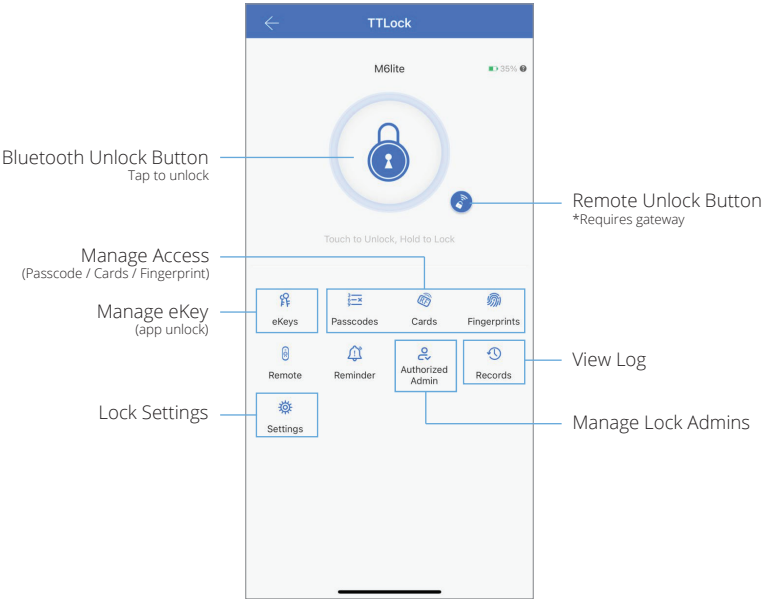 TTLock
M6lite
35%
Bluetooth Unlock Button
Tap to unlock
Remote Unlock Button
*Requires gateway
Touch to Unlock, Hold to Lock
Manage Access
(Passcode / Cards / Fingerprint)
Manage eKey
(app unlock)
eKeys
Passcodes
Cards
Fingerprints
Remote
Reminder
Authorized
Admin
Records
View Log
Lock Settings
Settings
Manage Lock Admins